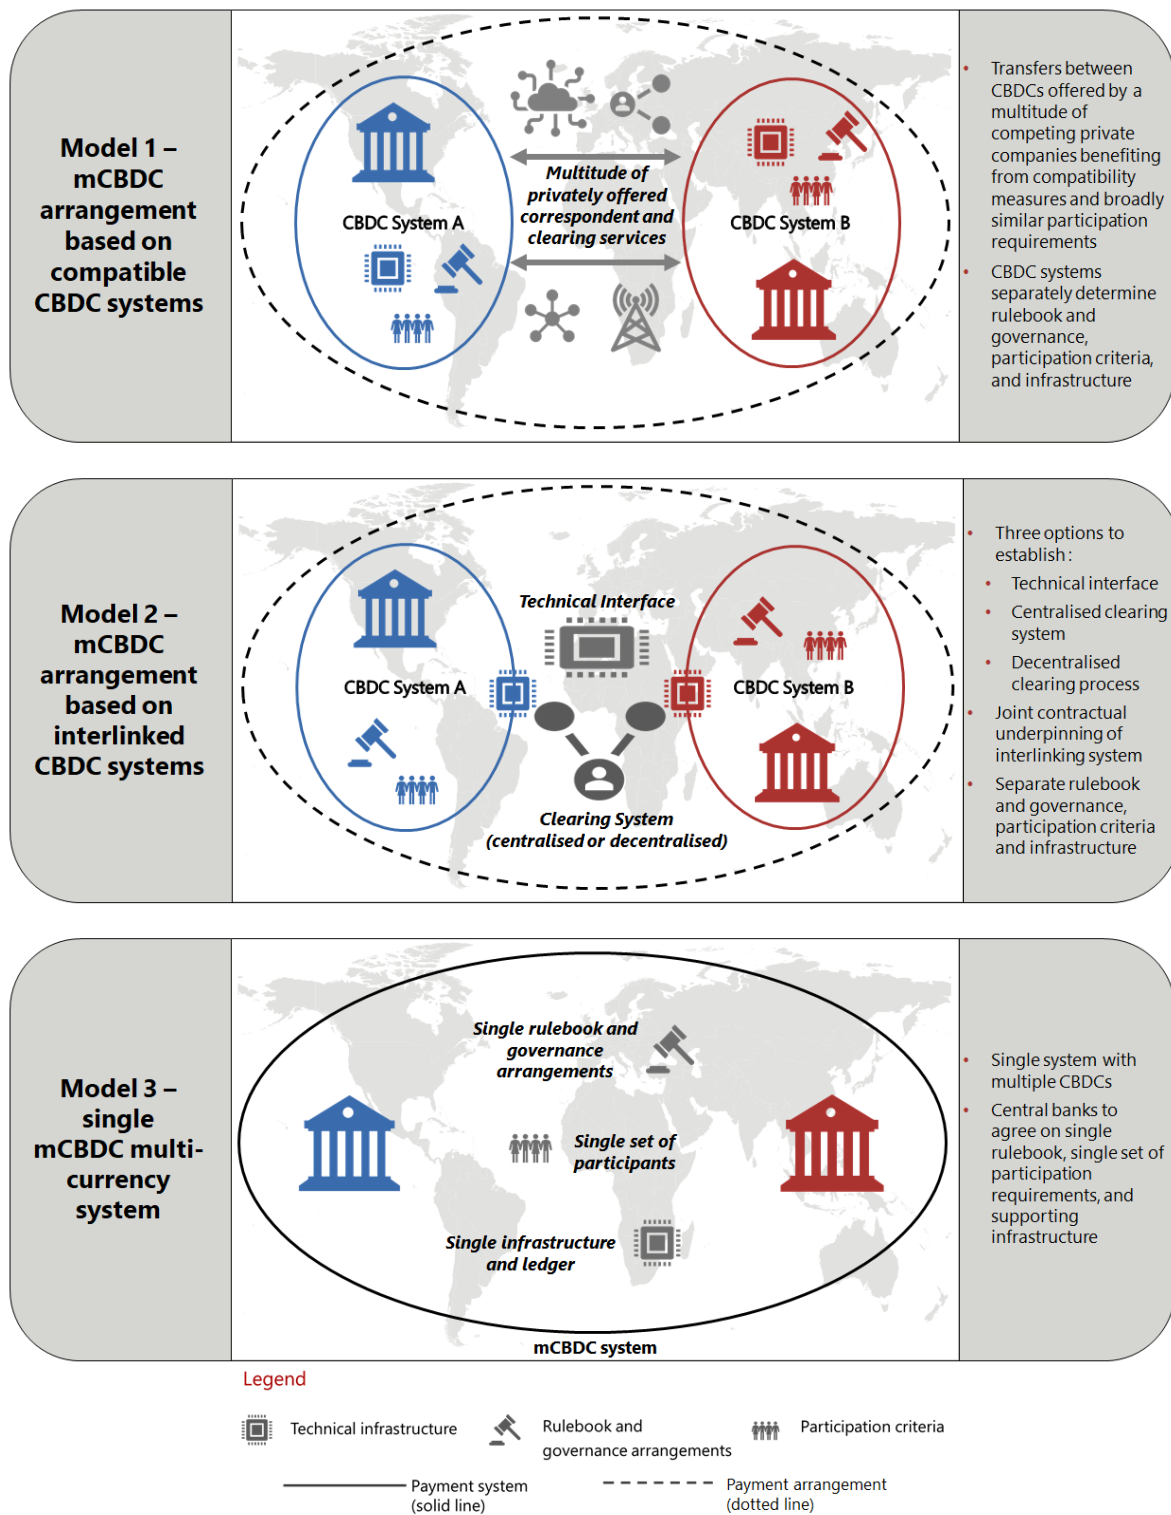 Model 1 –
mCBDC
arrangement
based on
compatible
CBDC systems
CBDC System A
Multitude of
privately offered
correspondent and
clearing services
CBDC System B
• Transfers between
CBDCs offered by a
multitude of
competing private
companies benefiting
from compatibility
measures and broadly
similar participation
requirements
• CBDC systems
separately determine
rulebook and
governance,
participation criteria,
and infrastructure
Model 2 –
mCBDC
arrangement
based on
interlinked
CBDC systems
CBDC System A
Technical Interface
Clearing System
(centralised or decentralised)
CBDC System B
• Three options to
establish:
• Technical interface
• Centralised clearing
system
• Decentralised
clearing process
• Joint contractual
underpinning of
interlinking system
• Separate rulebook
and governance,
participation criteria
and infrastructure
Model 3 –
single
mCBDC multi-
currency
system
Single rulebook and
governance
arrangements
Single set of
participants
Single infrastructure
and ledger
mCBDC system
• Single system with
multiple CBDCs
• Central banks to
agree on single
rulebook, single set of
participation
requirements, and
supporting
infrastructure
Legend
Technical infrastructure
Rulebook and
governance arrangements
Participation criteria
Payment system
(solid line)
Payment arrangement
(dotted line)